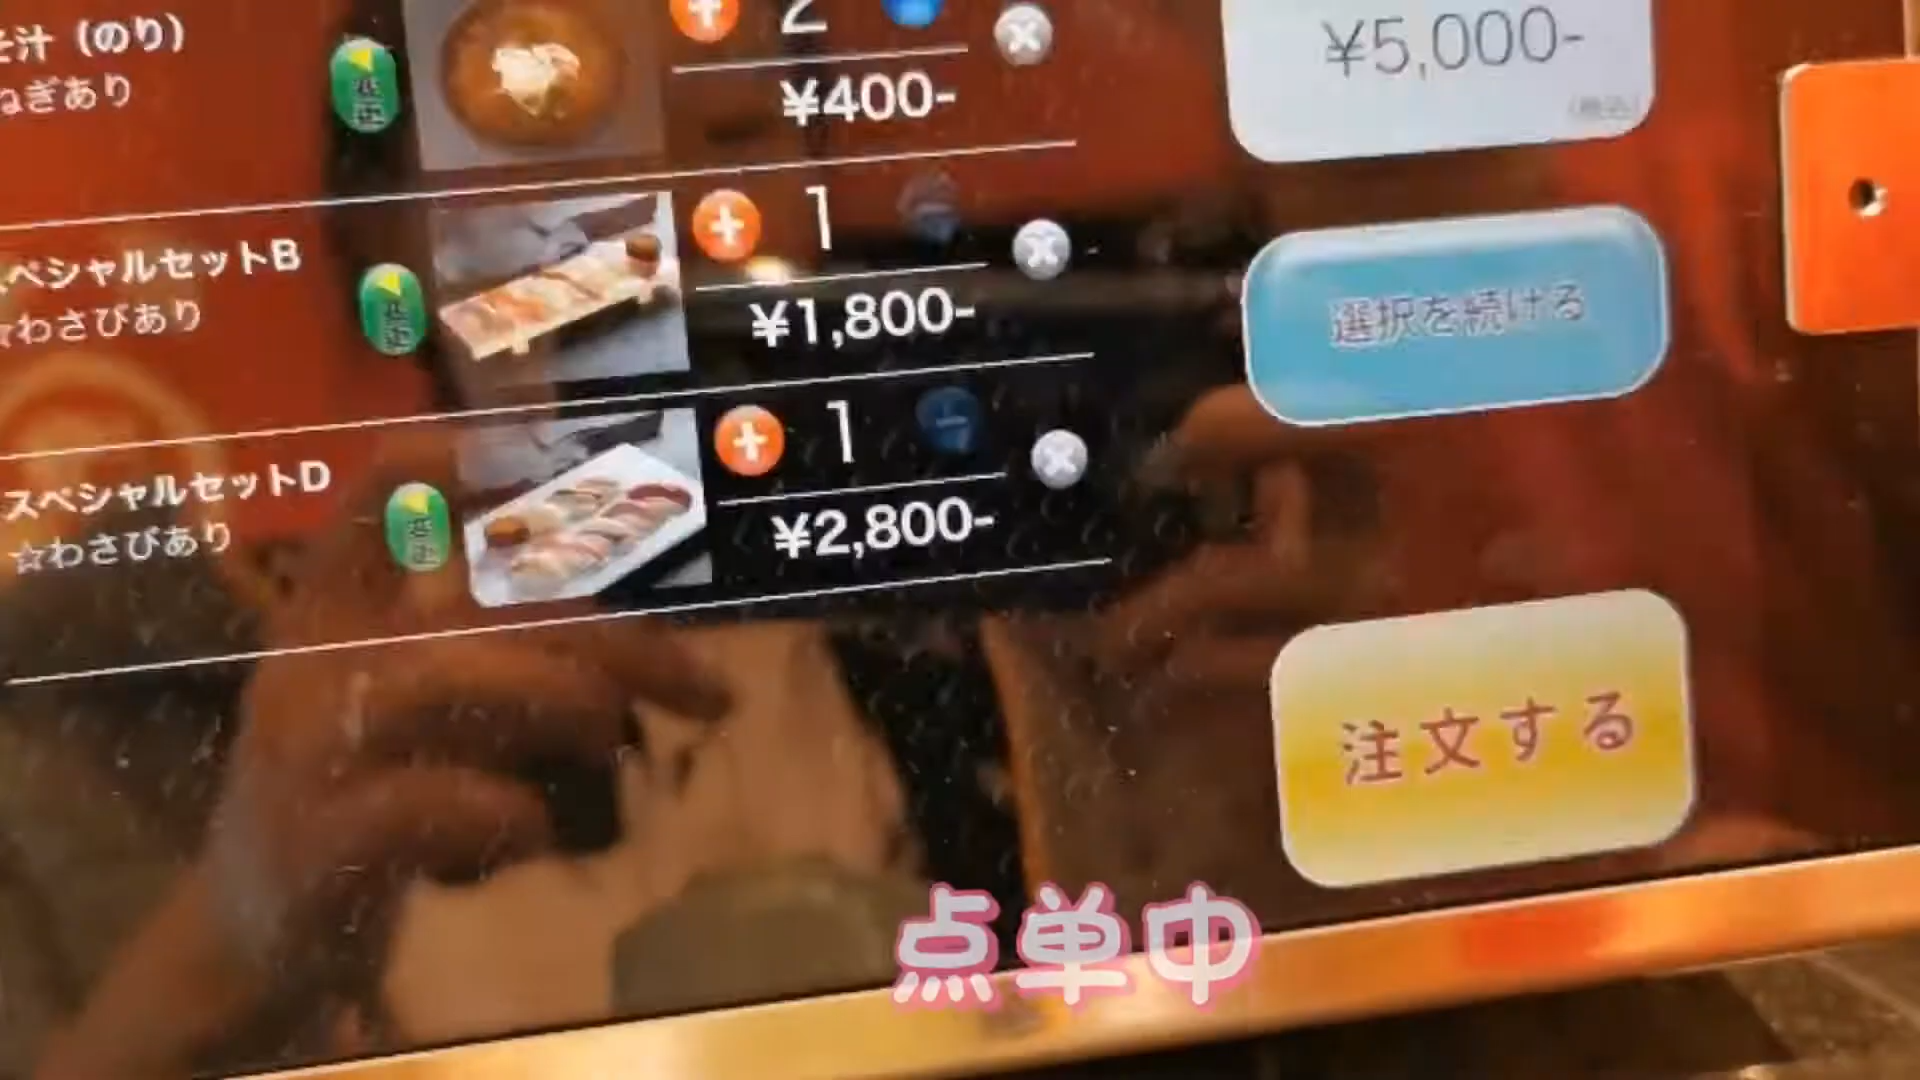 汁（のり）
ねぎあり
2
¥400-
¥5,000-
ペシャルセットB
☆わさびあり
1
¥1,800-
選択を続ける
スペシャルセットD
☆わさびあり
1
¥2,800-
注文する
点单中